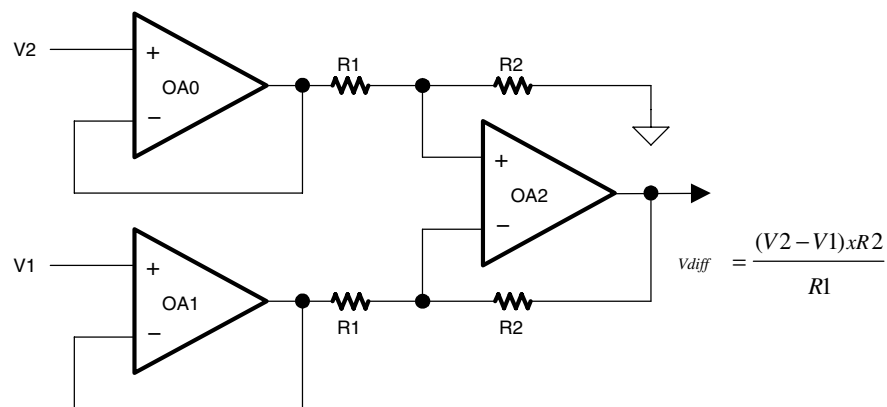 V2
+
OA0
−
R1
R2
+
OA2
−
V1
+
OA1
−
R1
R2
Vdiff = (V2−V1)xR2 / R1